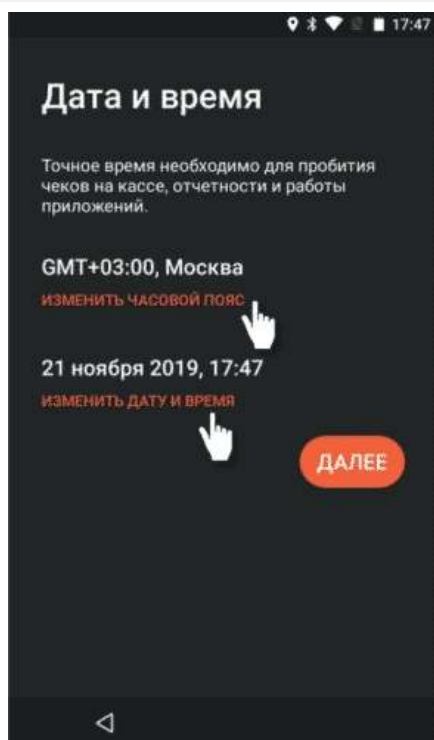 17:47
Дата и время
Точное время необходимо для пробития
чеков на кассе, отчетности и работы
приложений.
GMT+03:00, Москва
ИЗМЕНИТЬ ЧАСОВОЙ ПОЯС
21 ноября 2019, 17:47
ИЗМЕНИТЬ ДАТУ И ВРЕМЯ
ДАЛЕЕ